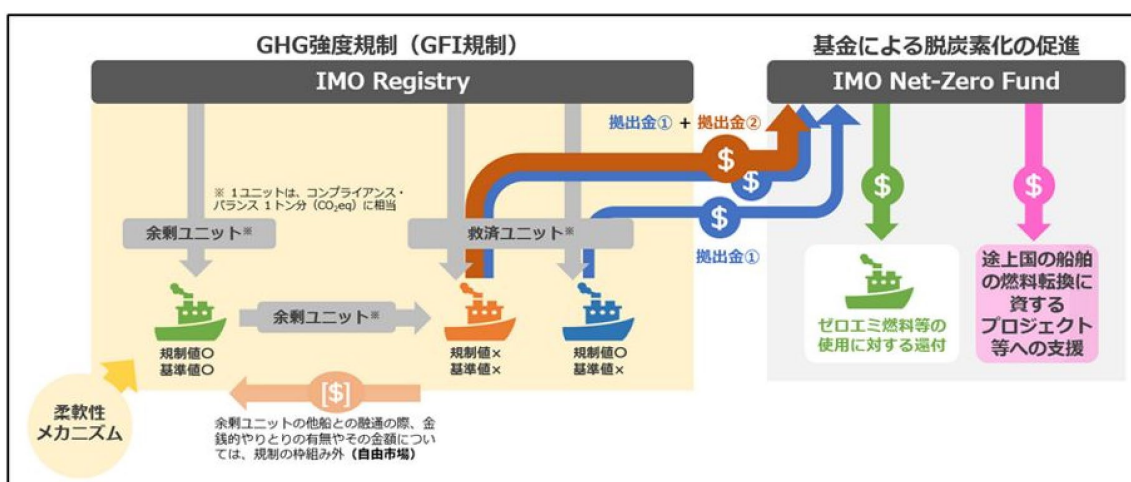 GHG強度規制（GFI規制）
IMO Registry
※ 1ユニットは、コンプライアンス・
バランス 1トン分（CO₂eq）に相当
余剰ユニット※
救済ユニット※
余剰ユニット※
規制値○
基準値○
規制値×
基準値×
規制値○
基準値×
柔軟性
メカニズム
[$]
余剰ユニットの他船との融通の際、金
銭的やりとりの有無やその金額につい
ては、規制の枠組み外（自由市場）
拠出金① + 拠出金②
$
$
$
拠出金①
基金による脱炭素化の促進
IMO Net-Zero Fund
$
$
ゼロエミ燃料等の
使用に対する還付
途上国の船舶
の燃料転換に
資する
プロジェクト
等への支援